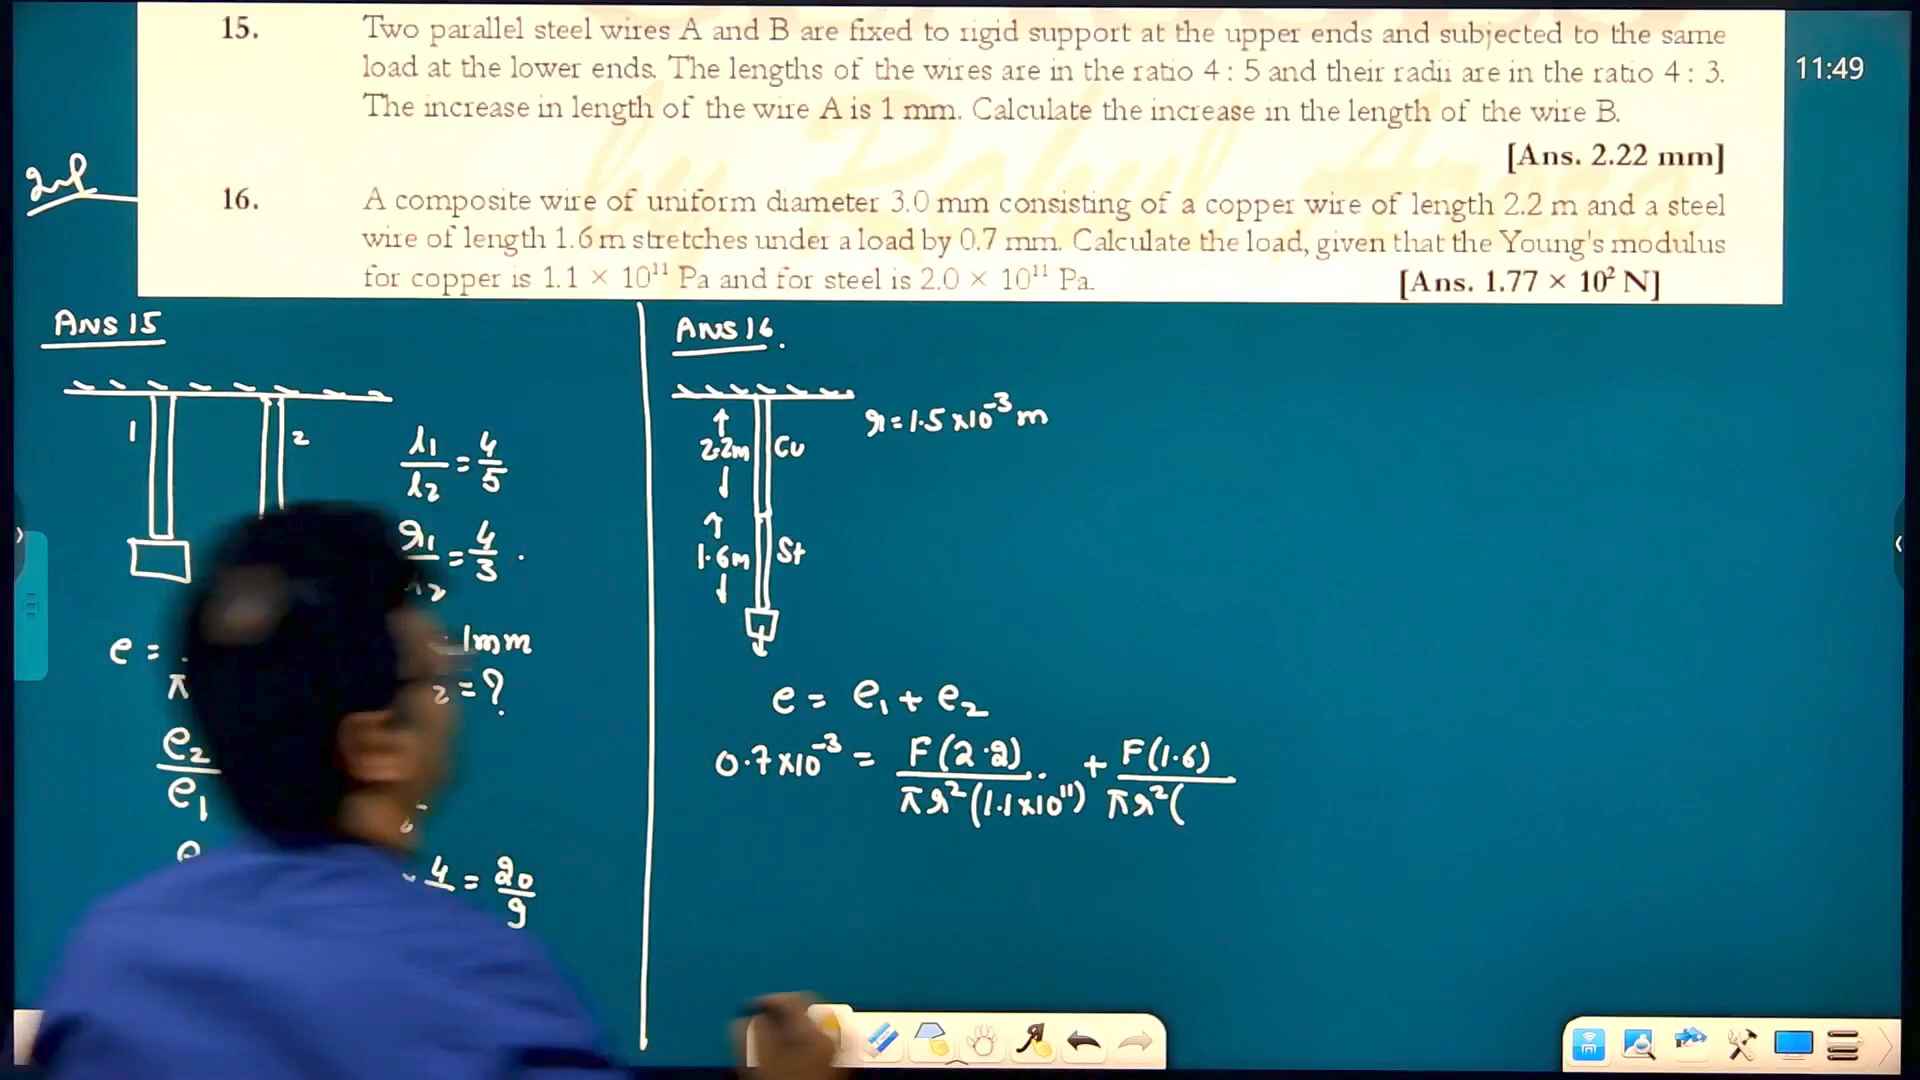 15. Two parallel steel wires A and B are fixed to rigid support at the upper ends and subjected to the same
load at the lower ends. The lengths of the wires are in the ratio 4 : 5 and their radii are in the ratio 4 : 3.
The increase in length of the wire A is 1 mm. Calculate the increase in the length of the wire B.
[Ans. 2.22 mm]
16. A composite wire of uniform diameter 3.0 mm consisting of a copper wire of length 2.2 m and a steel
wire of length 1.6 m stretches under a load by 0.7 mm. Calculate the load, given that the Young's modulus
for copper is 1.1 × 10¹¹ Pa and for steel is 2.0 × 10¹¹ Pa. [Ans. 1.77 × 10² N]
11:49
Ans 15
1 2
l₁/l₂ = 4/5
r₁/ = 4/3
e =
π
1mm
₂ = ?
e₂/e₁
4 = 20/9
Ans 16.
r = 1.5 × 10⁻³ m
2.2m Cu
1.6m St
e = e₁ + e₂
0.7 × 10⁻³ = F(2.2)/πr²(1.1 × 10¹¹) + F(1.6)/πr²(